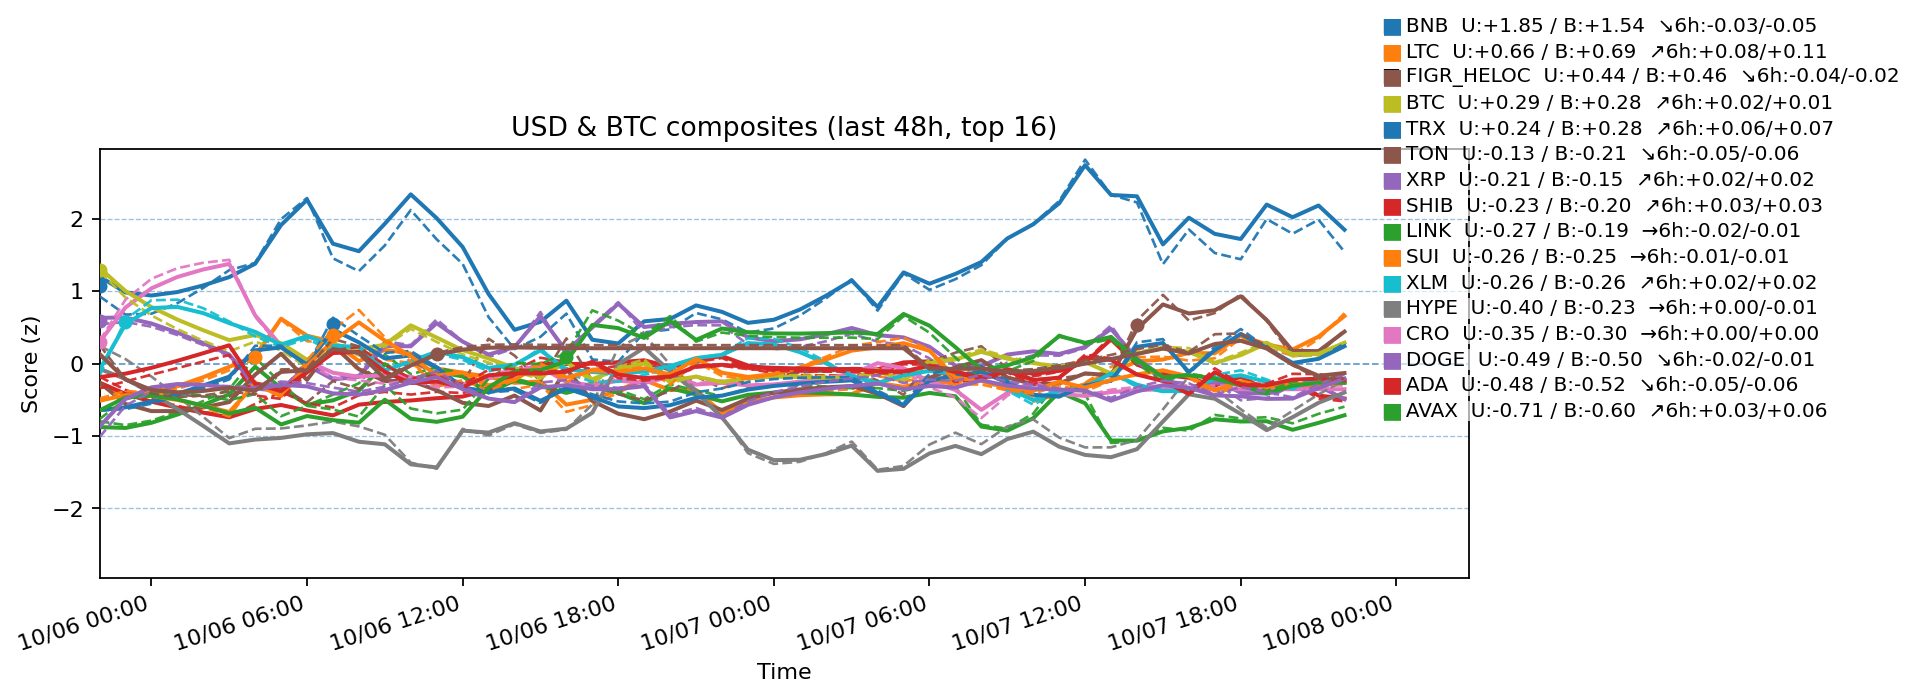 BNB  U:+1.85 / B:+1.54  ↘6h:-0.03/-0.05
LTC  U:+0.66 / B:+0.69  ↗6h:+0.08/+0.11
FIGR_HELOC  U:+0.44 / B:+0.46  ↘6h:-0.04/-0.02
BTC  U:+0.29 / B:+0.28  ↗6h:+0.02/+0.01
TRX  U:+0.24 / B:+0.28  ↗6h:+0.06/+0.07
TON  U:-0.13 / B:-0.21  ↘6h:-0.05/-0.06
XRP  U:-0.21 / B:-0.15  ↗6h:+0.02/+0.02
SHIB  U:-0.23 / B:-0.20  ↗6h:+0.03/+0.03
LINK  U:-0.27 / B:-0.19  →6h:-0.02/-0.01
SUI  U:-0.26 / B:-0.25  →6h:-0.01/-0.01
XLM  U:-0.26 / B:-0.26  ↗6h:+0.02/+0.02
HYPE  U:-0.40 / B:-0.23  →6h:+0.00/-0.01
CRO  U:-0.35 / B:-0.30  →6h:+0.00/+0.00
DOGE  U:-0.49 / B:-0.50  ↘6h:-0.02/-0.01
ADA  U:-0.48 / B:-0.52  ↘6h:-0.05/-0.06
AVAX  U:-0.71 / B:-0.60  ↗6h:+0.03/+0.06
USD & BTC composites (last 48h, top 16)
Score (z)
2
1
0
−1
−2
10/06 00:00
10/06 06:00
10/06 12:00
10/06 18:00
10/07 00:00
10/07 06:00
10/07 12:00
10/07 18:00
10/08 00:00
Time